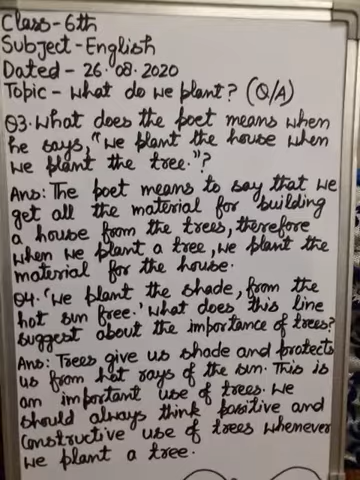 Class-6th
Subject-English
Dated - 26.08.2020
Topic - What do we plant? (Q/A)
Q3. What does the poet means when
he says, "We plant the house when
we plant the tree."?
Ans: The poet means to say that we
get all the material for building
a house from the trees, therefore
when we plant a tree, we plant the
material for the house.
Q4. 'We plant the shade, from the
hot sun free.' What does this line
suggest about the importance of trees?
Ans: Trees give us shade and protects
us from hot rays of the sun. This is
an important use of trees. We
should always think positive and
constructive use of trees whenever
we plant a tree.